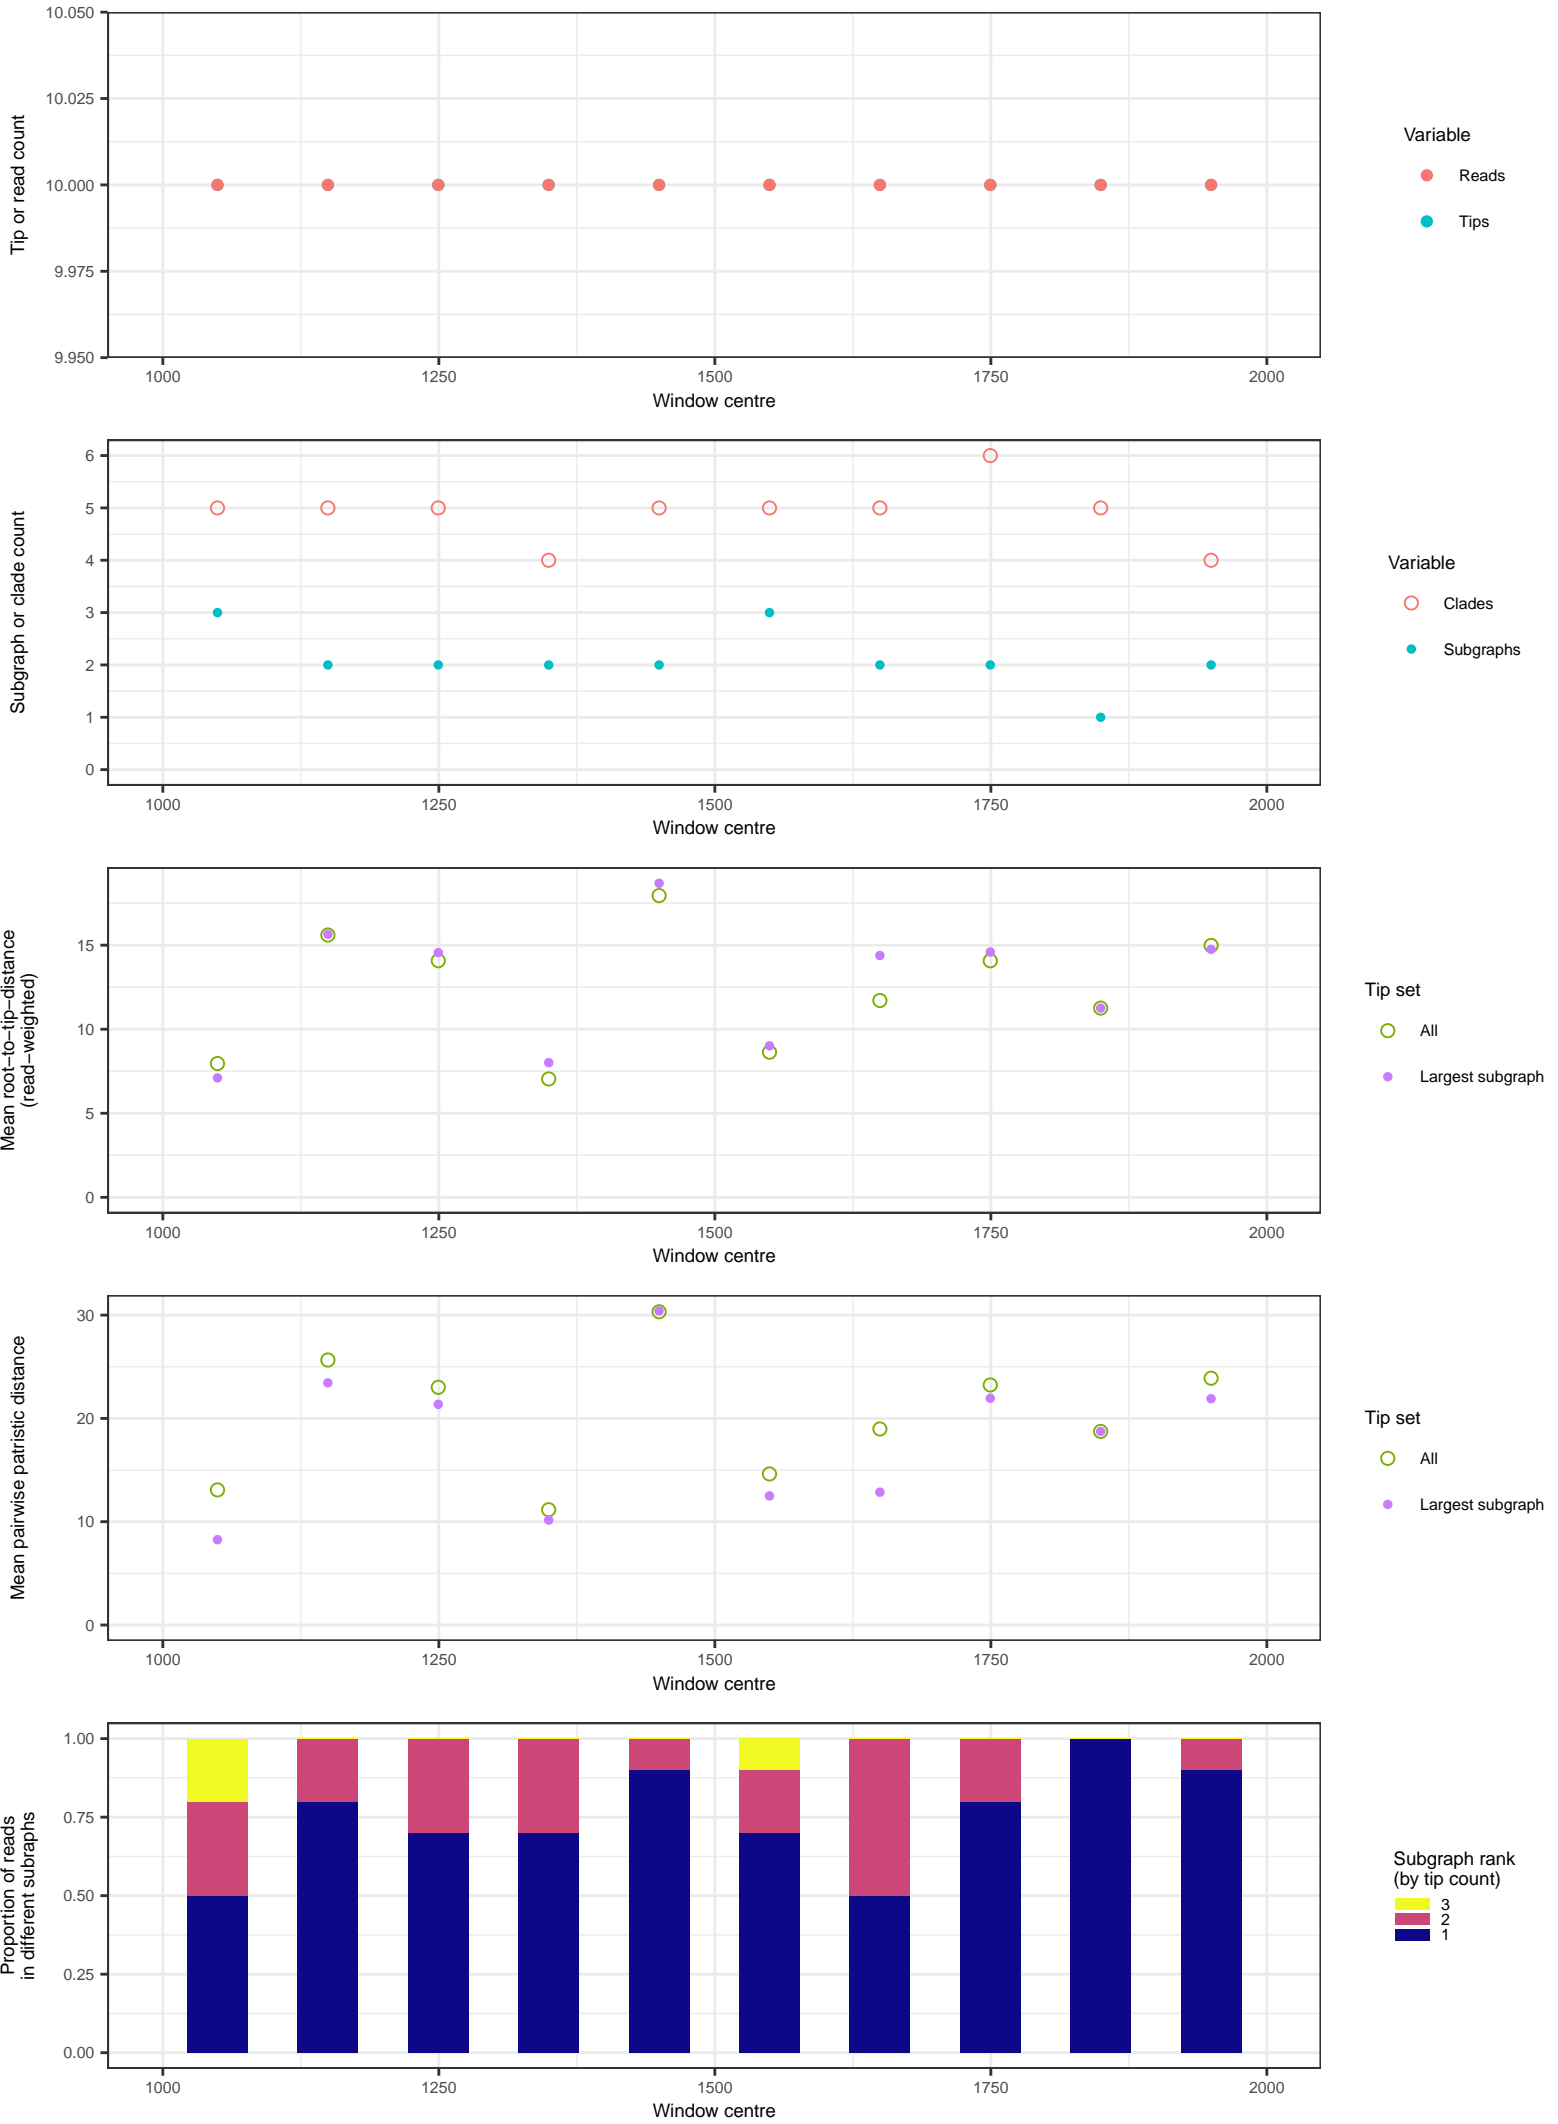 10.050
10.025
10.000
9.975
9.950
Tip or read count
1000 1250 1500 1750 2000
Window centre
Variable
Reads
Tips
6
5
4
3
2
1
0
Subgraph or clade count
1000 1250 1500 1750 2000
Window centre
Variable
Clades
Subgraphs
15
10
5
0
Mean root−to−tip−distance
(read−weighted)
1000 1250 1500 1750 2000
Window centre
Tip set
All
Largest subgraph
30
20
10
0
Mean pairwise patristic distance
1000 1250 1500 1750 2000
Window centre
Tip set
All
Largest subgraph
1.00
0.75
0.50
0.25
0.00
Proportion of reads
in different subraphs
1000 1250 1500 1750 2000
Window centre
Subgraph rank
(by tip count)
3
2
1